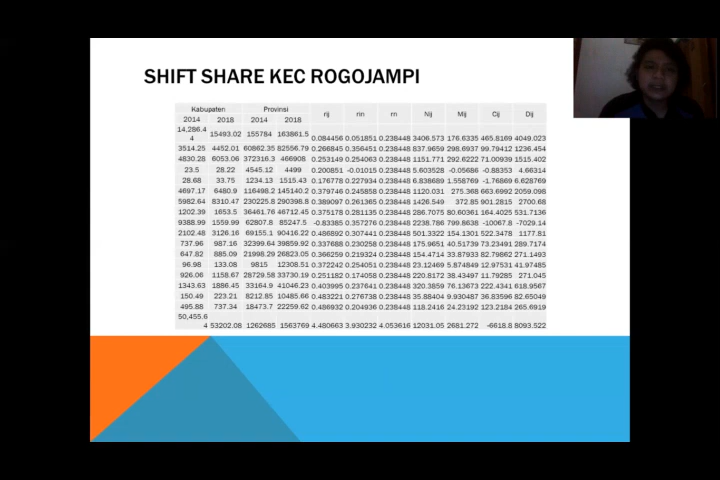 SHIFT SHARE KEC ROGOJAMPI
Kabupaten Provinsi rij rin rn Nij Mij Cij Dij
2014 2018 2014 2018
14,286.44 15493.02 155784 163861.5 0.084456 0.051851 0.238448 3406.573 176.6335 465.8169 4049.023
3514.25 4452.01 60862.35 82556.79 0.266845 0.356451 0.238448 837.9659 298.6937 99.79412 1236.454
4830.28 6053.06 372316.3 466908 0.253149 0.254063 0.238448 1151.771 292.6222 71.00939 1515.402
23.5 28.22 4545.12 4499 0.200851 -0.01015 0.238448 5.603528 -0.05686 -0.88353 4.66314
28.68 33.75 1234.13 1515.43 0.176778 0.227934 0.238448 6.838689 1.558769 -1.76869 6.628769
4697.17 6480.9 116498.2 145140.2 0.379746 0.245858 0.238448 1120.031 275.368 663.6992 2059.098
5982.64 8310.47 230225.8 290398.8 0.389097 0.261365 0.238448 1426.549 372.85 901.2815 2700.68
1202.39 1653.5 36461.76 46712.45 0.375178 0.281135 0.238448 286.7075 80.60361 164.4025 531.7136
9388.99 1559.99 62807.8 85247.5 -0.83385 0.357276 0.238448 2238.786 799.8638 -10067.8 -7029.14
2102.48 3126.16 69155.1 90416.22 0.486892 0.307441 0.238448 501.3322 154.1301 522.3478 1177.81
737.96 987.16 32399.64 39859.92 0.337688 0.230258 0.238448 175.9651 40.51739 73.23491 289.7174
647.82 885.09 21998.29 26823.05 0.366259 0.219324 0.238448 154.4714 33.87933 82.79862 271.1493
96.98 133.08 9815 12308.51 0.372242 0.254051 0.238448 23.12469 5.874849 12.97531 41.97485
926.06 1158.67 28729.58 33730.19 0.251182 0.174058 0.238448 220.8172 38.43497 11.79285 271.045
1343.63 1886.45 33164.9 41046.23 0.403995 0.237641 0.238448 320.3859 76.13673 222.4341 618.9567
150.49 223.21 8212.85 10485.66 0.483221 0.276738 0.238448 35.88404 9.930487 36.83596 82.65049
495.88 737.34 18473.7 22259.62 0.486932 0.204936 0.238448 118.2416 24.23192 123.2184 265.6919
50,455.64 53202.08 1262685 1563769 4.480663 3.930232 4.053616 12031.05 2681.272 -6618.8 8093.522